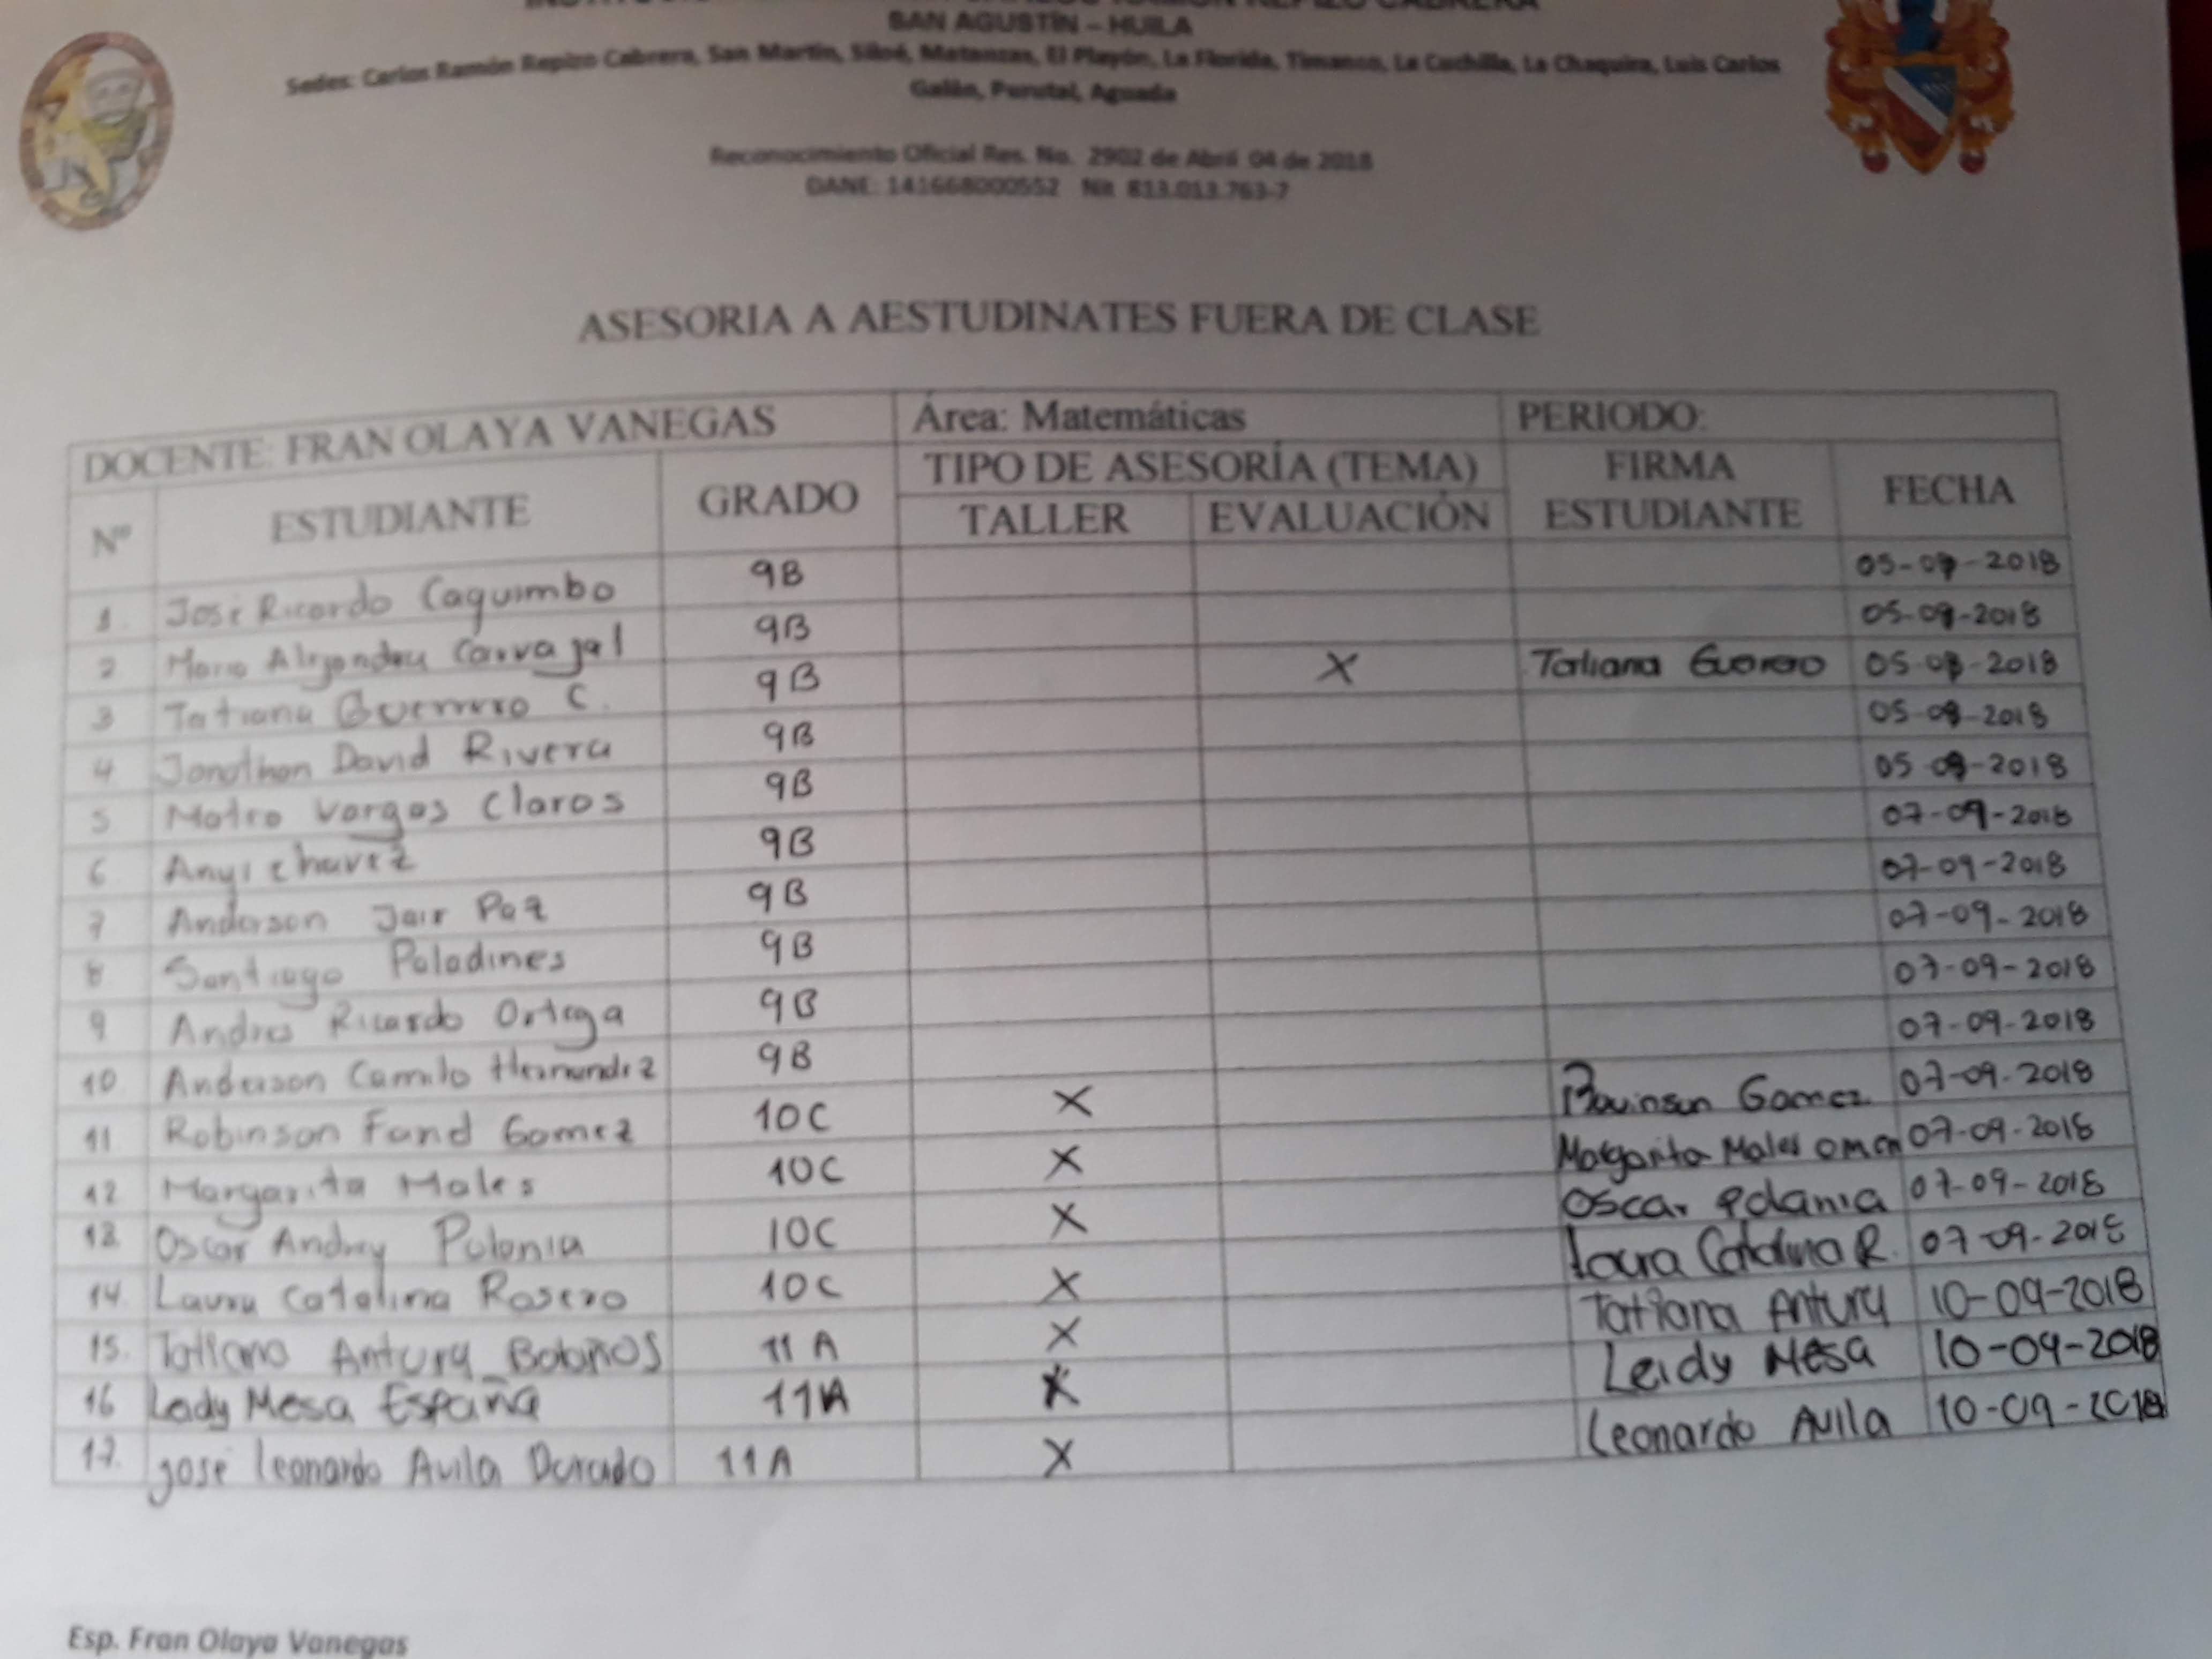 SAN AGUSTÍN – HUILA
Sedes: Carlos Ramón Repizo Cabrera, San Martín, Siloé, Matanzas, El Playón, La Florida, Timanso, La Cuchilla, La Chaquira, Luis Carlos
Galán, Purutal, Aguada
Reconocimiento Oficial Res. No. 2902 de Abril 04 de 2018
DANE: 141668000552 Nit 813.013.763-7
ASESORIA A AESTUDINATES FUERA DE CLASE
DOCENTE: FRAN OLAYA VANEGAS Área: Matemáticas PERIODO:
Nº ESTUDIANTE GRADO TIPO DE ASESORÍA (TEMA) FIRMA ESTUDIANTE FECHA
TALLER EVALUACIÓN
1. José Ricardo Caquimbo 9B 05-09-2018
2 Maria Alejandra Carvajal 9B 05-09-2018
3 Tatiana Guerrero C. 9B X Tatiana Guerrero 05-09-2018
4 Jonathan David Rivera 9B 05-09-2018
5 Mateo Vargas Claros 9B 05 09-2018
6 Anyi chavez 9B 07-09-2018
7 Anderson Jair Paz 9B 07-09-2018
8 Santiago Paladines 9B 07-09-2018
9 Andres Ricardo Ortega 9B 07-09-2018
10 Anderson Camilo Hernandez 9B 07-09-2018
11 Robinson Gomez 10C X Gomez 07-09-2018
12 Margarita Males 10C X Margarita Males 07-09-2018
13 Oscar Andrey Polania 10C X Oscar Polania 07-09-2018
14. Laura Catalina Rosero 10C X Laura Catalina R. 07 09-2018
15. Tatiana Antury Bolaños 11A X Tatiana Antury 10-09-2018
16 Leidy Mesa España 11A X Leidy Mesa 10-09-2018
17. José Leonardo Avila Dorado 11A X Leonardo Avila 10-09-2018
Esp. Fran Olaya Vanegas